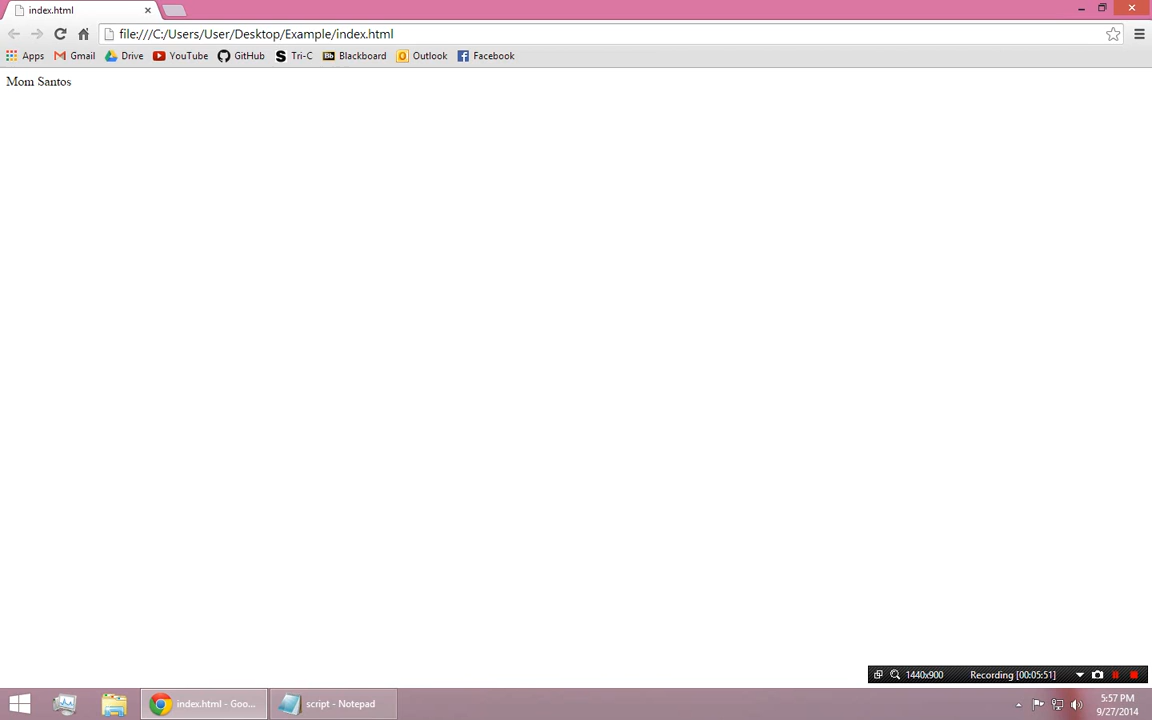 index.html
file:///C:/Users/User/Desktop/Example/index.html
Apps Gmail Drive YouTube GitHub Tri-C Bb Blackboard Outlook Facebook
Mom Santos
1440x900 Recording [00:05:51]
index.html - Goo... script - Notepad 5:57 PM
9/27/2014